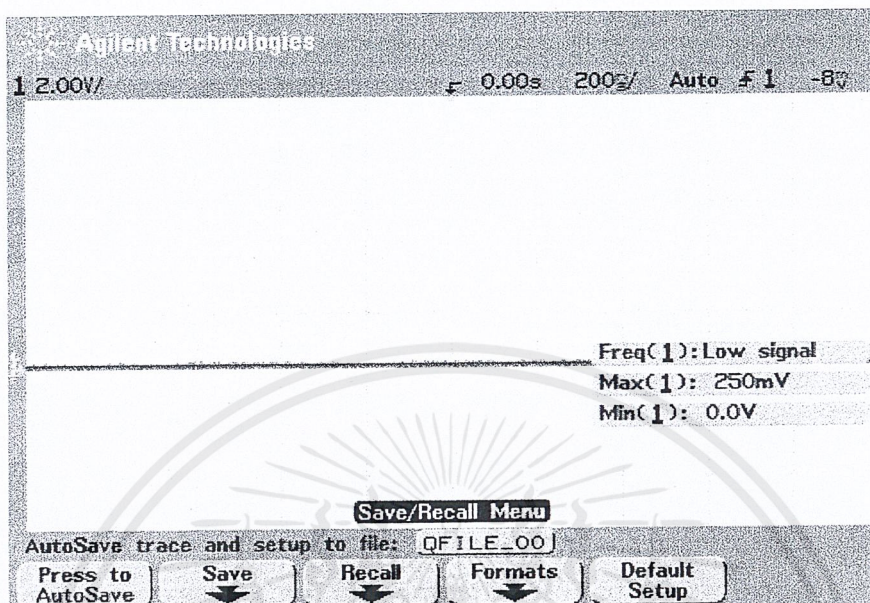 Agilent Technologies
1 2.00V/ 0.00s 200 / Auto 1 -8
Freq(1):Low signal
Max(1): 250mV
Min(1): 0.0V
Save/Recall Menu
AutoSave trace and setup to file: QFILE_00
Press to AutoSave
Save
Recall
Formats
Default Setup